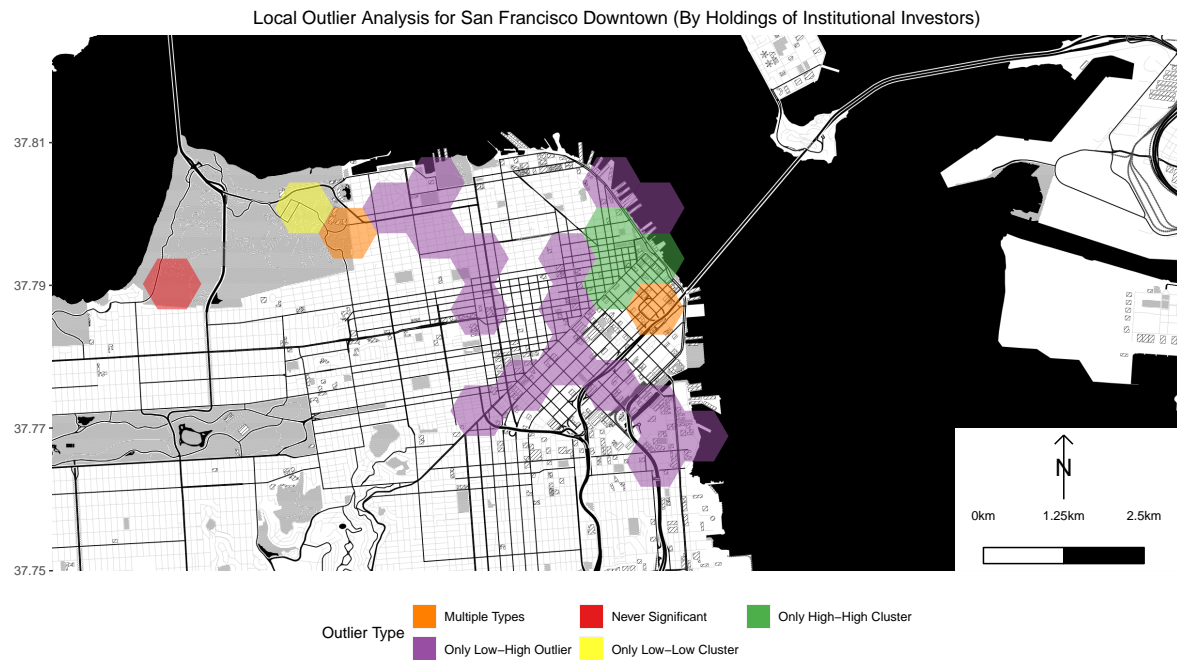 Local Outlier Analysis for San Francisco Downtown (By Holdings of Institutional Investors)
37.81
37.79
37.77
37.75
N
0km 1.25km 2.5km
Outlier Type
Multiple Types Never Significant Only High−High Cluster
Only Low−High Outlier Only Low−Low Cluster